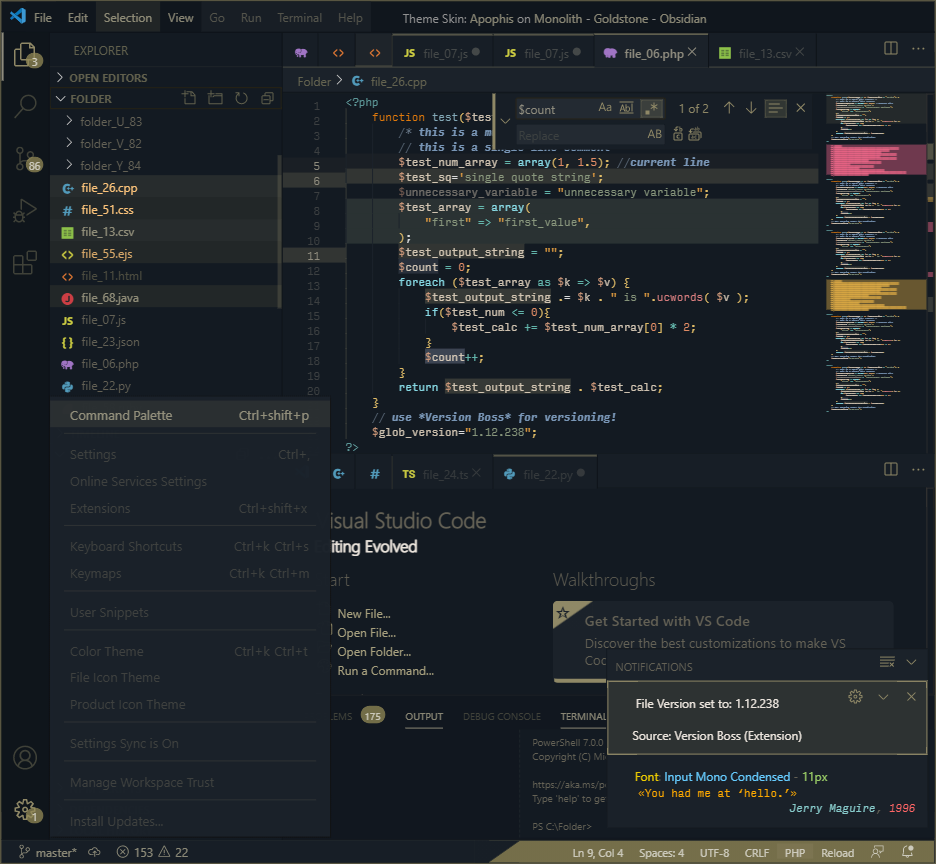 File Edit Selection View Go Run Terminal Help Theme Skin: Apophis on Monolith - Goldstone - Obsidian
3
EXPLORER
OPEN EDITORS
FOLDER
folder_U_83
folder_V_82
folder_Y_84
86
file_26.cpp
file_51.css
file_13.csv
file_55.ejs
file_11.html
file_68.java
JS file_07.js
file_23.json
file_06.php
file_22.py
JS file_07.js JS file_07.js file_06.php file_13.csv
Folder file_26.cpp
$count Aa Ab 1 of 2
Replace AB
1 <?php
2 function test($tes
3 /* this is a m
4 // this is a single line comment
5 $test_num_array = array(1, 1.5); //current line
6 $test_sq='single quote string';
7 $unnecessary_variable = "unnecessary variable";
8 $test_array = array(
9 "first" => "first_value",
10 );
11 $test_output_string = "";
12 $count = 0;
13 foreach ($test_array as $k => $v) {
14 $test_output_string .= $k . " is ".ucwords( $v );
15 if($test_num <= 0){
16 $test_calc += $test_num_array[0] * 2;
17 }
18 $count++;
19 }
20 return $test_output_string . $test_calc;
}
// use *Version Boss* for versioning!
$glob_version="1.12.238";
?>
Command Palette Ctrl+shift+p
Settings Ctrl+,
Online Services Settings
Extensions Ctrl+shift+x
Keyboard Shortcuts Ctrl+k Ctrl+s
Keymaps Ctrl+k Ctrl+m
User Snippets
Color Theme Ctrl+k Ctrl+t
File Icon Theme
Product Icon Theme
Settings Sync is On
Manage Workspace Trust
Install Updates...
1
# TS file_24.ts file_22.py
isual Studio Code
iting Evolved
art
New File...
Open File...
Open Folder...
Run a Command...
Walkthroughs
Get Started with VS Code
Discover the best customizations to make VS
Coc
LEMS 175 OUTPUT DEBUG CONSOLE TERMINAL
PowerShell 7.0.0
Copyright (C) Mi
https://aka.ms/po
Type 'help' to ge
PS C:\Folder>
NOTIFICATIONS
File Version set to: 1.12.238
Source: Version Boss (Extension)
Font: Input Mono Condensed - 11px
«You had me at ‘hello.’»
Jerry Maguire, 1996
master* 153 22 Ln 9, Col 4 Spaces: 4 UTF-8 CRLF PHP Reload